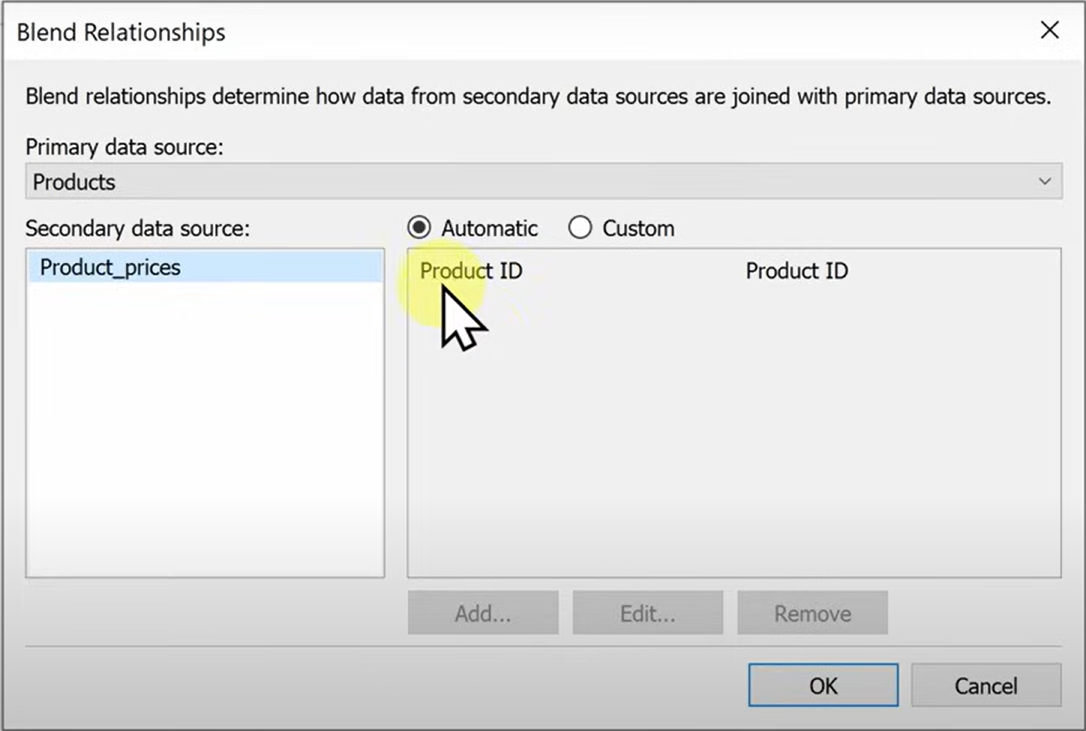 Blend Relationships
Blend relationships determine how data from secondary data sources are joined with primary data sources.
Primary data source:
Products
Secondary data source:
Automatic
Custom
Product_prices
Product ID
Product ID
Add...
Edit...
Remove
OK
Cancel